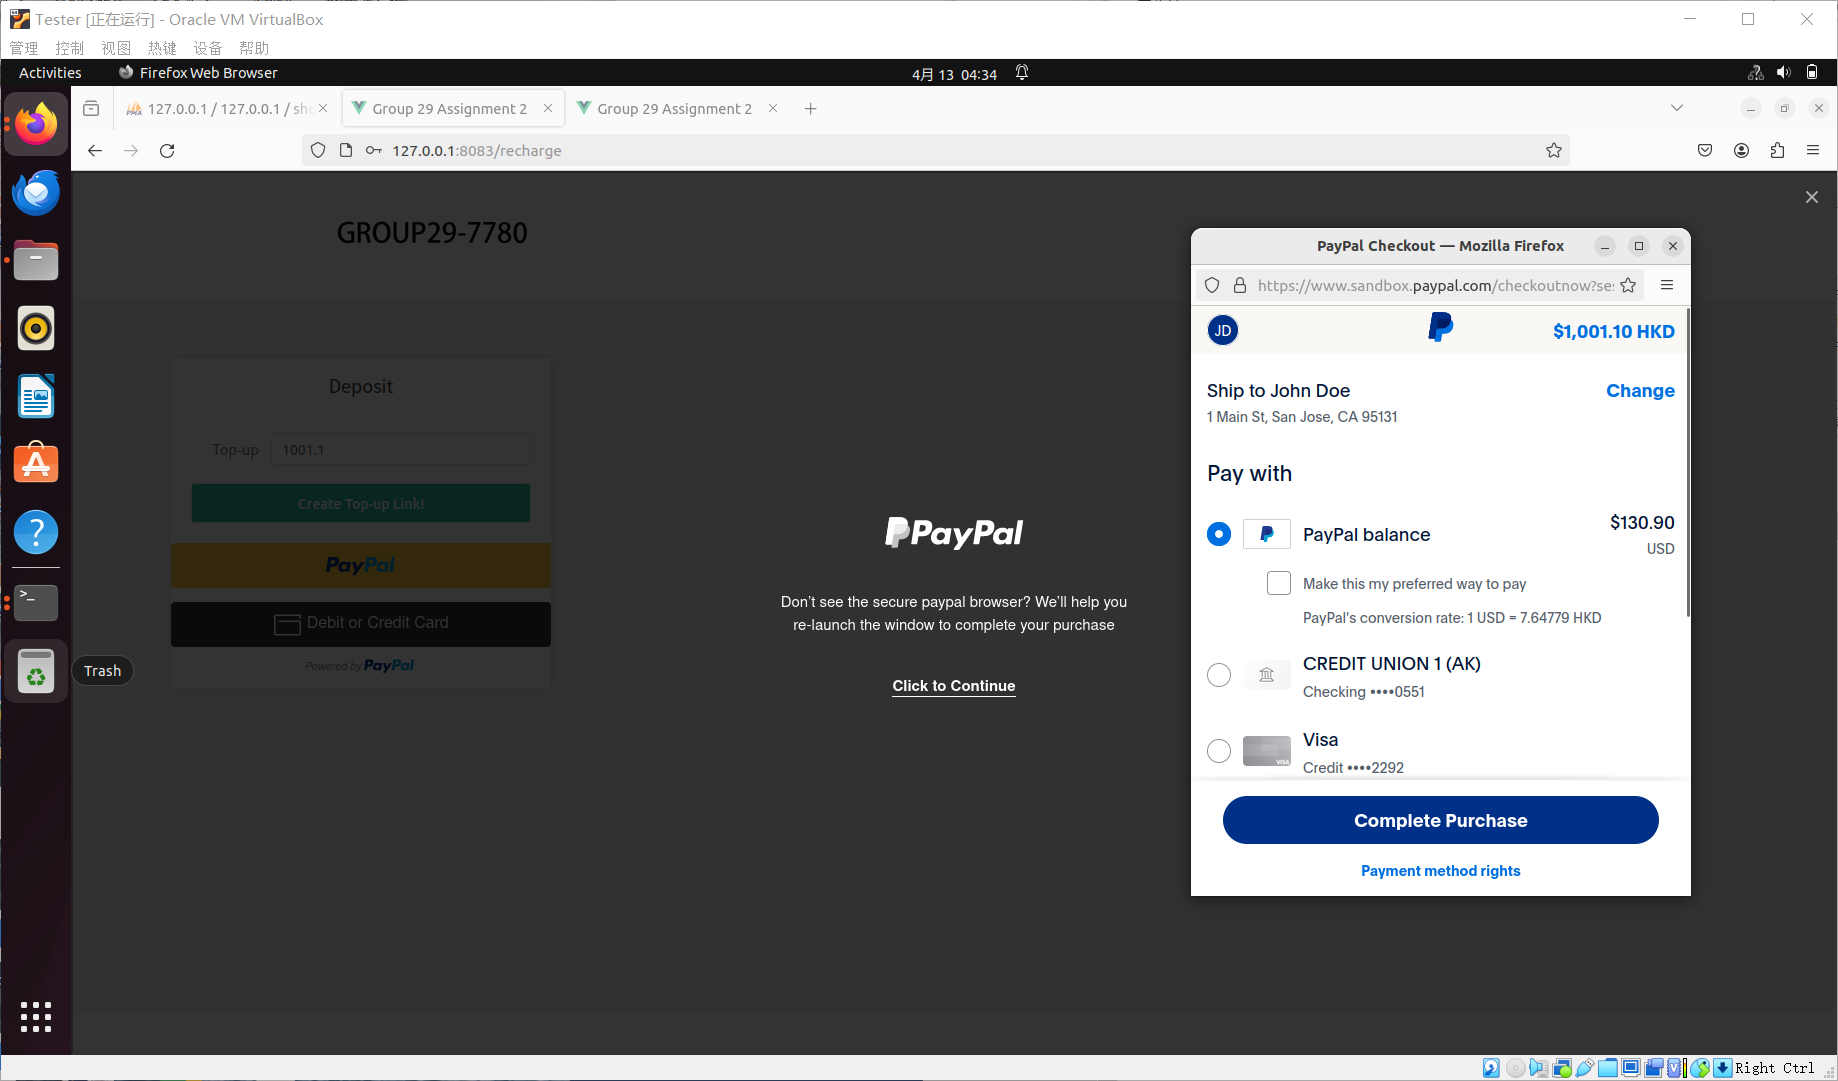 Tester [正在运行] - Oracle VM VirtualBox
管理 控制 视图 热键 设备 帮助
Activities Firefox Web Browser 4月 13 04:34
127.0.0.1 / 127.0.0.1 / sho Group 29 Assignment 2 Group 29 Assignment 2
127.0.0.1:8083/recharge
GROUP29-7780
Deposit
Top-up 1001.1
Create Top-up Link!
PayPal
Debit or Credit Card
Powered by PayPal
Trash
PayPal
Don't see the secure paypal browser? We'll help you
re-launch the window to complete your purchase
Click to Continue
PayPal Checkout — Mozilla Firefox
https://www.sandbox.paypal.com/checkoutnow?se
JD $1,001.10 HKD
Ship to John Doe Change
1 Main St, San Jose, CA 95131
Pay with
PayPal balance $130.90
USD
Make this my preferred way to pay
PayPal's conversion rate: 1 USD = 7.64779 HKD
CREDIT UNION 1 (AK)
Checking ••••0551
Visa
VISA
Credit ••••2292
Complete Purchase
Payment method rights
Right Ctrl